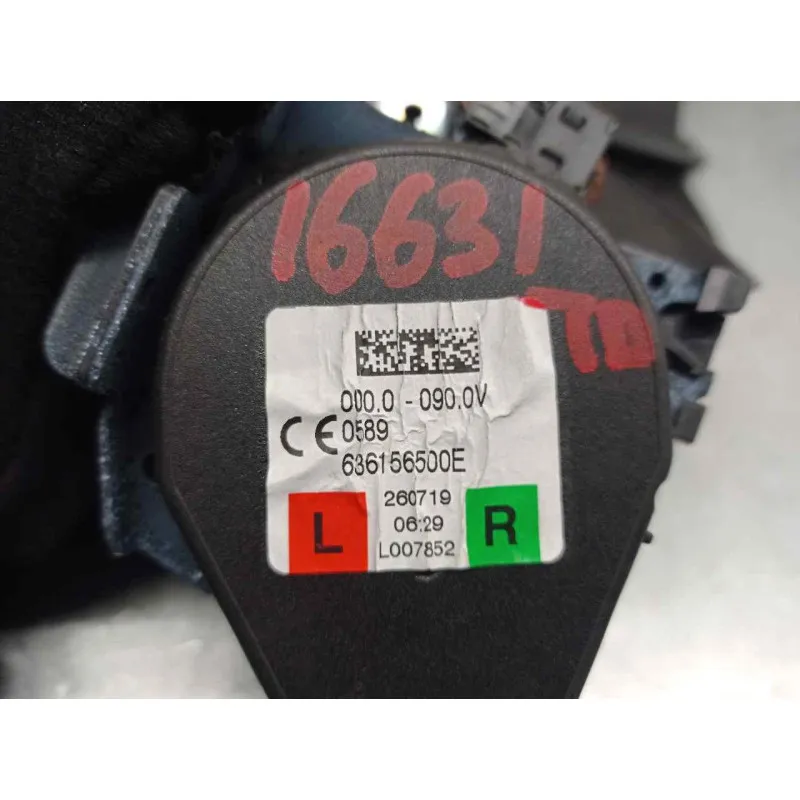 16631
TD
000.0 - 090.0V
CE 0589
636156500E
L 260719 R
06:29
L007852